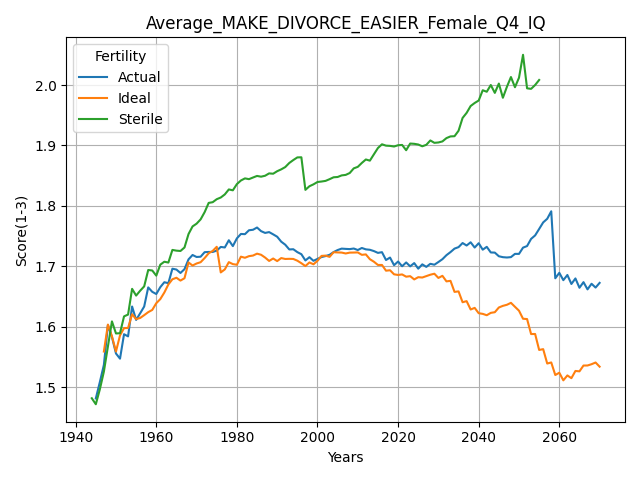 Average_MAKE_DIVORCE_EASIER_Female_Q4_IQ
Fertility
Actual
Ideal
Sterile
Score(1-3)
2.0
1.9
1.8
1.7
1.6
1.5
1940 1960 1980 2000 2020 2040 2060
Years